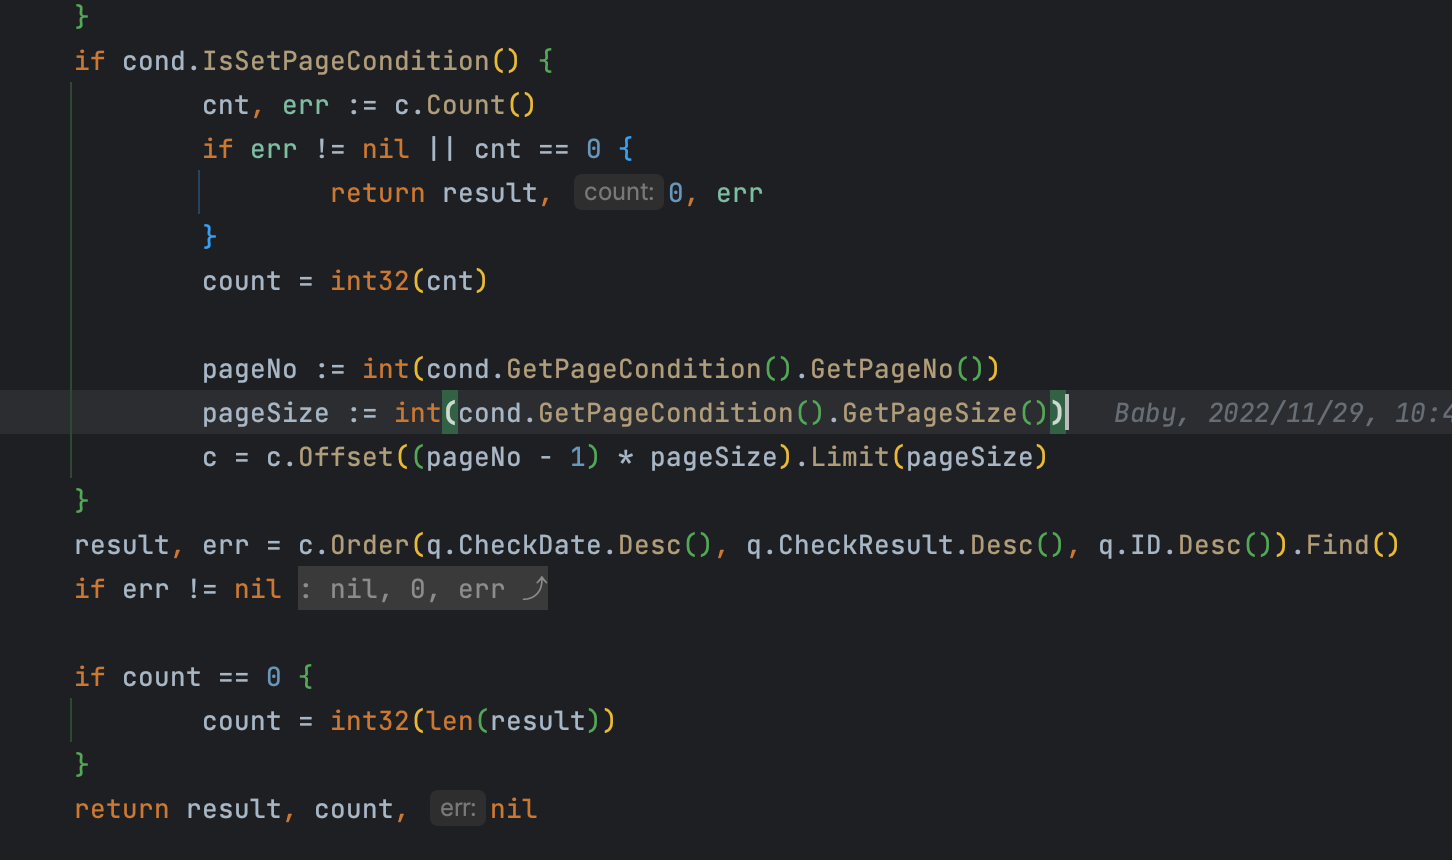 }
if cond.IsSetPageCondition() {
cnt, err := c.Count()
if err != nil || cnt == 0 {
return result, count: 0, err
}
count = int32(cnt)
pageNo := int(cond.GetPageCondition().GetPageNo())
pageSize := int(cond.GetPageCondition().GetPageSize()) Baby, 2022/11/29, 10:4
c = c.Offset((pageNo - 1) * pageSize).Limit(pageSize)
}
result, err = c.Order(q.CheckDate.Desc(), q.CheckResult.Desc(), q.ID.Desc()).Find()
if err != nil : nil, 0, err ⤴
if count == 0 {
count = int32(len(result))
}
return result, count, err: nil